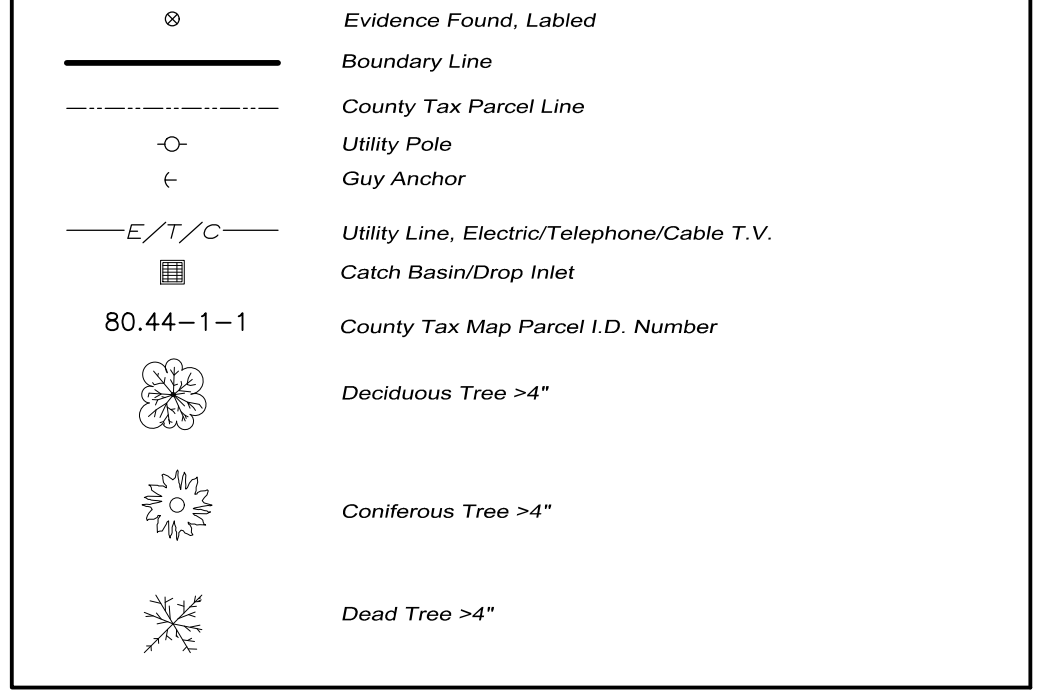 Evidence Found, Labled
Boundary Line
County Tax Parcel Line
Utility Pole
Guy Anchor
E/T/C Utility Line, Electric/Telephone/Cable T.V.
Catch Basin/Drop Inlet
80.44-1-1 County Tax Map Parcel I.D. Number
Deciduous Tree >4"
Coniferous Tree >4"
Dead Tree >4"